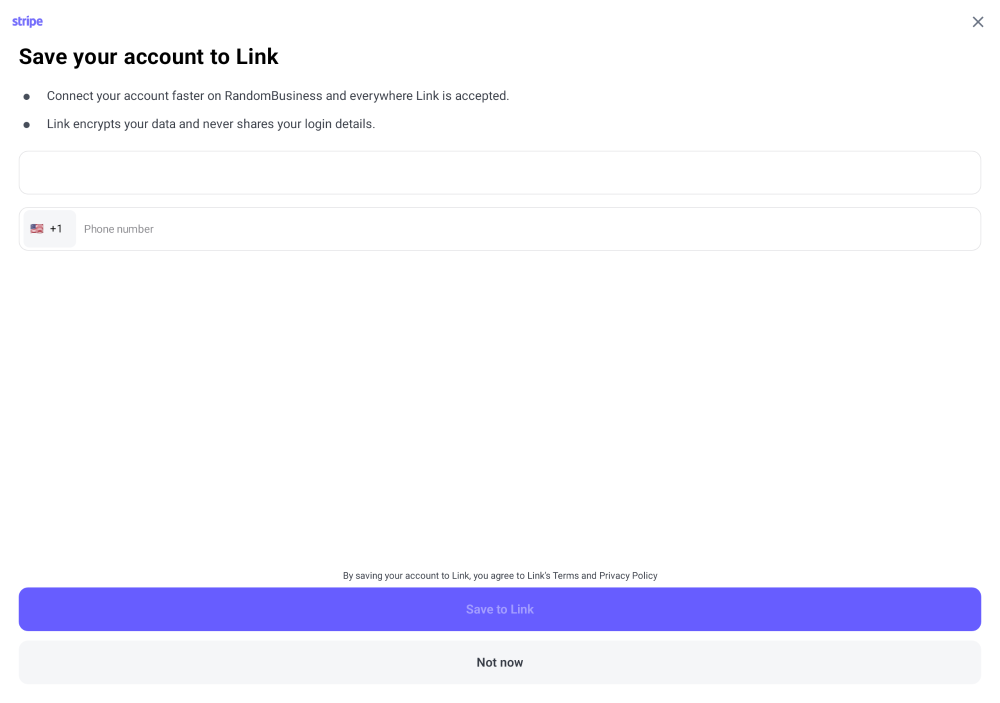 stripe
Save your account to Link
Connect your account faster on RandomBusiness and everywhere Link is accepted.
Link encrypts your data and never shares your login details.
+1 Phone number
By saving your account to Link, you agree to Link's Terms and Privacy Policy
Save to Link
Not now